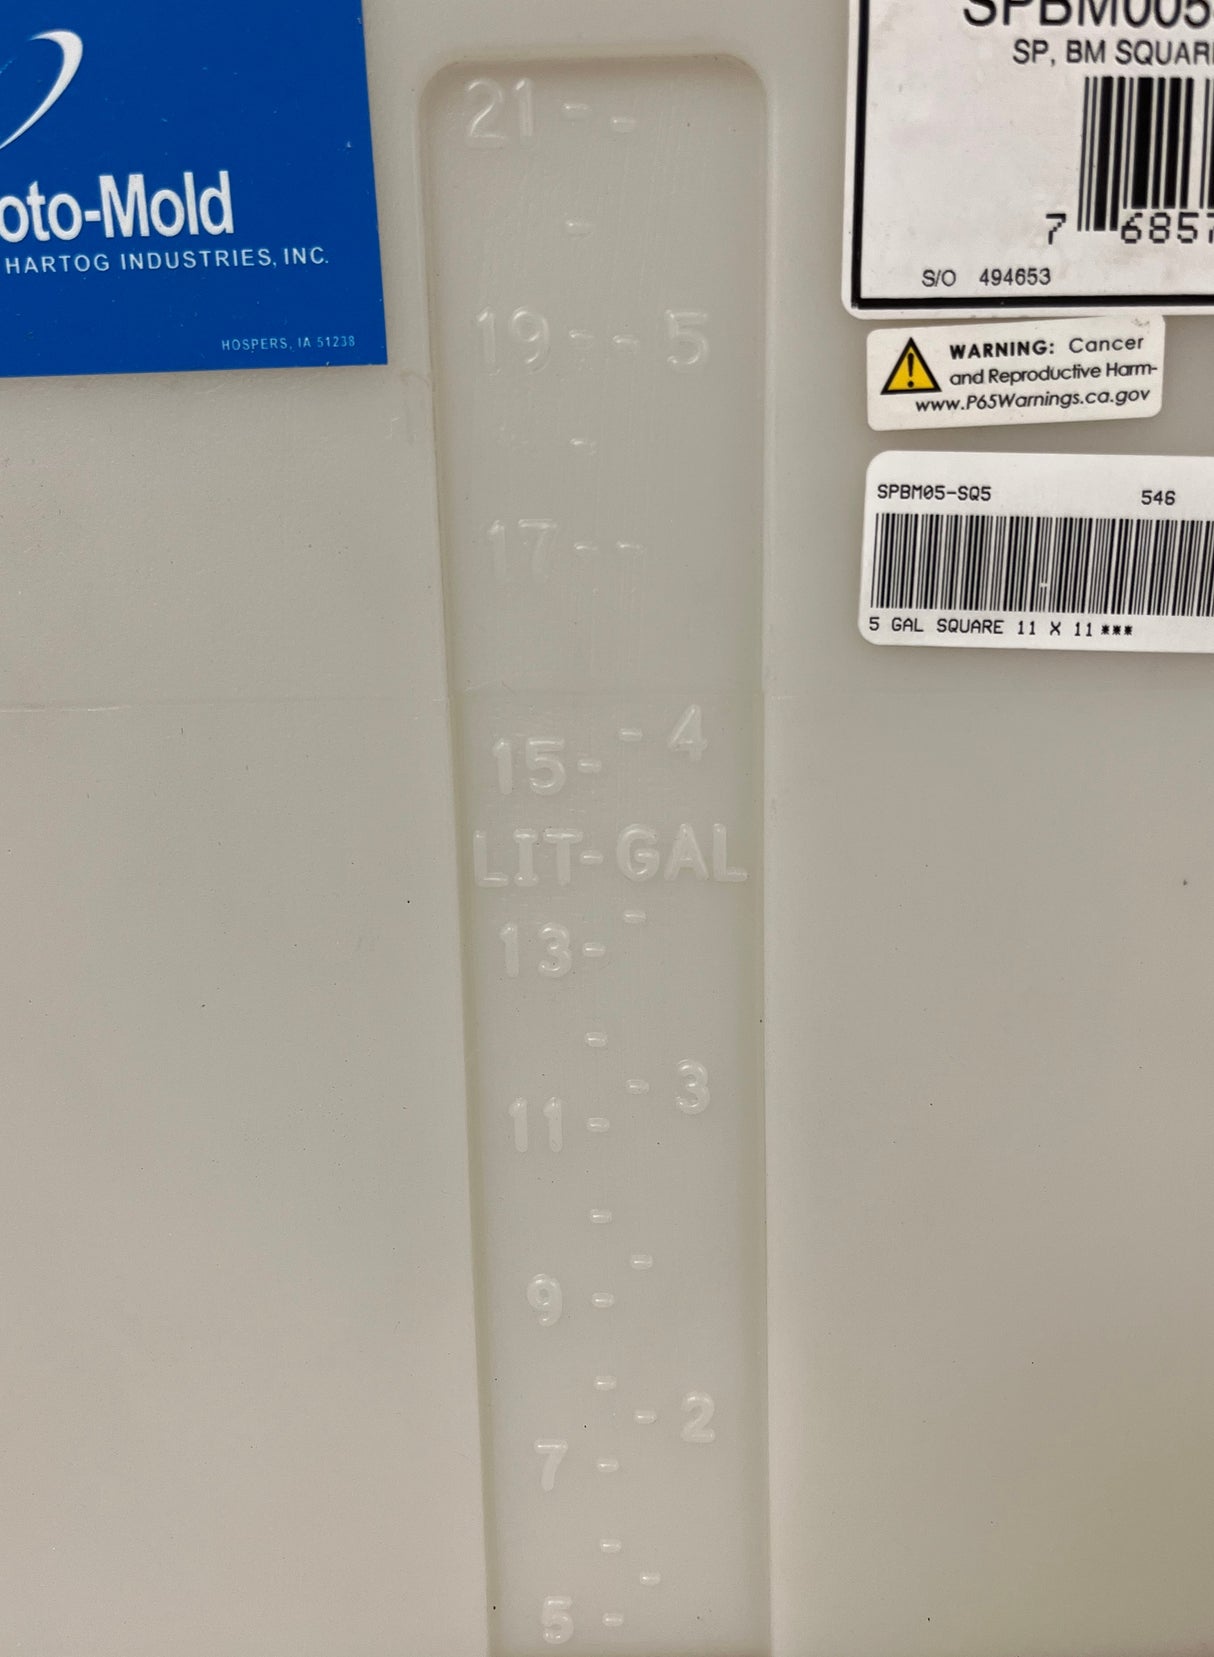 oto-Mold
HARTOG INDUSTRIES, INC.
HOSPERS, IA 51238
SP, BM SQUAR
7 6857
S/O 494653
WARNING: Cancer
and Reproductive Harm-
www.P65Warnings.ca.gov
SPBM05-SQ5 546
5 GAL SQUARE 11 X 11 ***
21 - -
-
19 - - 5
-
17 - -
- 4
15 -
LIT-GAL
-
13 -
-
- 3
11 -
-
-
9 -
-
- 2
7 -
-
-
5 -